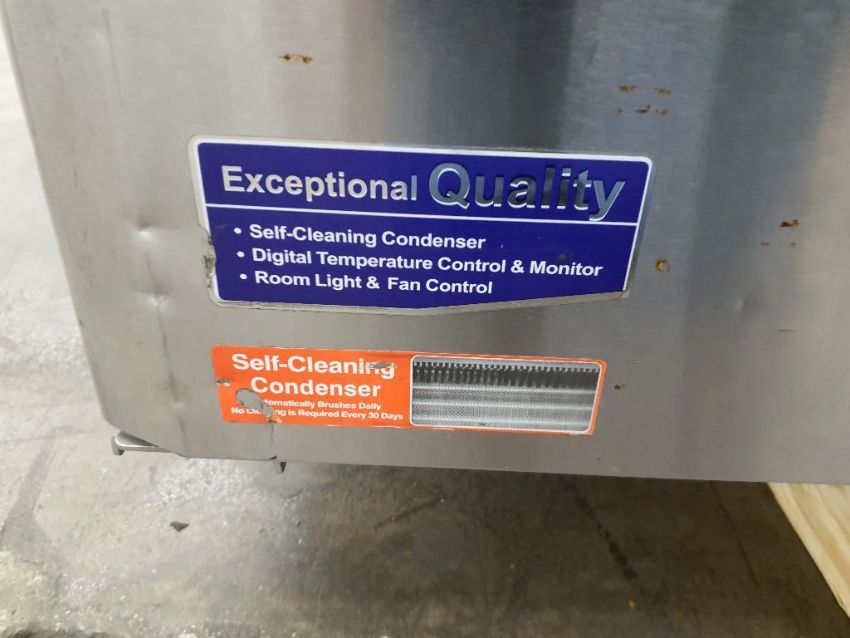 Exceptional Quality
• Self-Cleaning Condenser
• Digital Temperature Control & Monitor
• Room Light & Fan Control
Self-Cleaning
Condenser
Brushes Daily
No is Required Every 30 Days